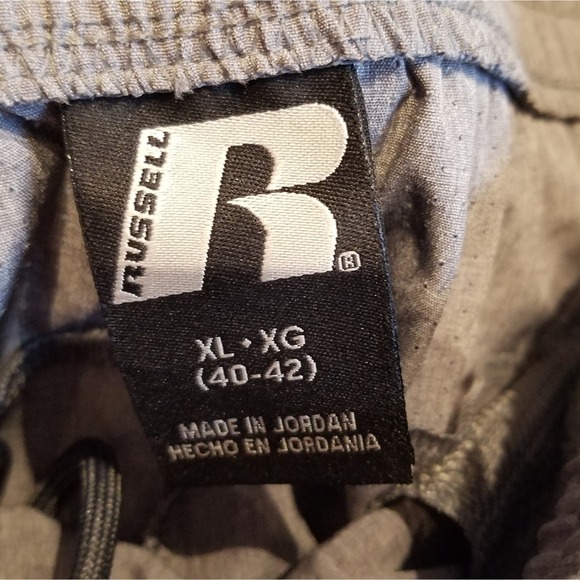 RUSSELL
R®
XL • XG
(40-42)
MADE IN JORDAN
HECHO EN JORDANIA